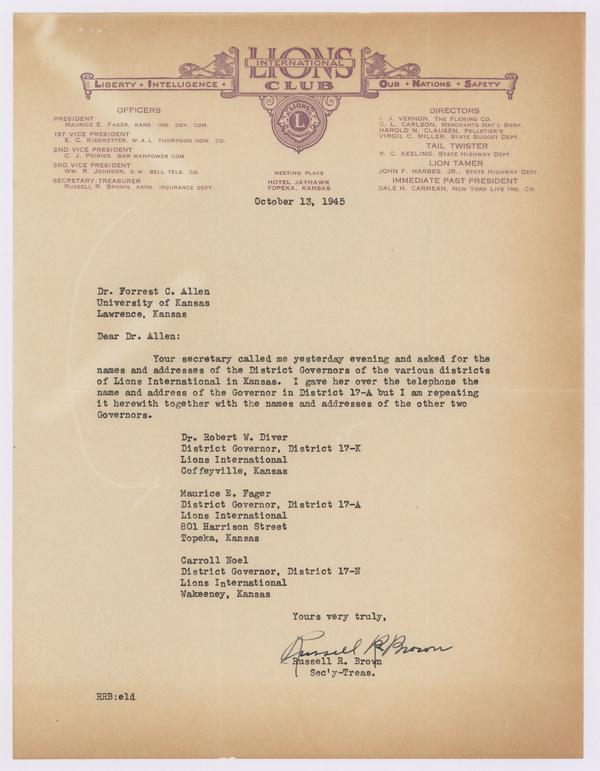 LIONS
INTERNATIONAL
CLUB
LIBERTY • INTELLIGENCE •
OUR • NATIONS • SAFETY
LIONS
L
OFFICERS
PRESIDENT
MAURICE E. FAGER, KANS. IND. DEV. COM.
1ST VICE PRESIDENT
E. C. KIESWETTER, W. A. L. THOMPSON HDW. CO.
2ND VICE PRESIDENT
C. J. POIRIER, WAR MANPOWER COM.
3RD VICE PRESIDENT
WM. R. JOHNSON, S.W. BELL TELE. CO.
SECRETARY-TREASURER
RUSSELL R. BROWN, KANS. INSURANCE DEPT.
MEETING PLACE
HOTEL JAYHAWK
TOPEKA, KANSAS
DIRECTORS
I. J. VERNON, THE FLEMING CO.
C. L. CARLSON, MERCHANTS NAT'L BANK
HAROLD N. CLAUSEN, PELLETIER'S
VIRGIL C. MILLER, STATE BUDGET DEPT.
TAIL TWISTER
R. C. KEELING, STATE HIGHWAY DEPT.
LION TAMER
JOHN F. HARBES, JR., STATE HIGHWAY DEPT.
IMMEDIATE PAST PRESIDENT
DALE H. CARMEAN, NEW YORK LIFE INS. CO.
October 13, 1945
Dr. Forrest C. Allen
University of Kansas
Lawrence, Kansas
Dear Dr. Allen:
Your secretary called me yesterday evening and asked for the
names and addresses of the District Governors of the various districts
of Lions International in Kansas. I gave her over the telephone the
name and address of the Governor in District 17-A but I am repeating
it herewith together with the names and addresses of the other two
Governors.
Dr. Robert W. Diver
District Governor, District 17-K
Lions International
Coffeyville, Kansas
Maurice E. Fager
District Governor, District 17-A
Lions International
801 Harrison Street
Topeka, Kansas
Carroll Noel
District Governor, District 17-N
Lions International
Wakeeney, Kansas
Yours very truly,
Russell R. Brown
Russell R. Brown
Sec'y-Treas.
RRB:eld